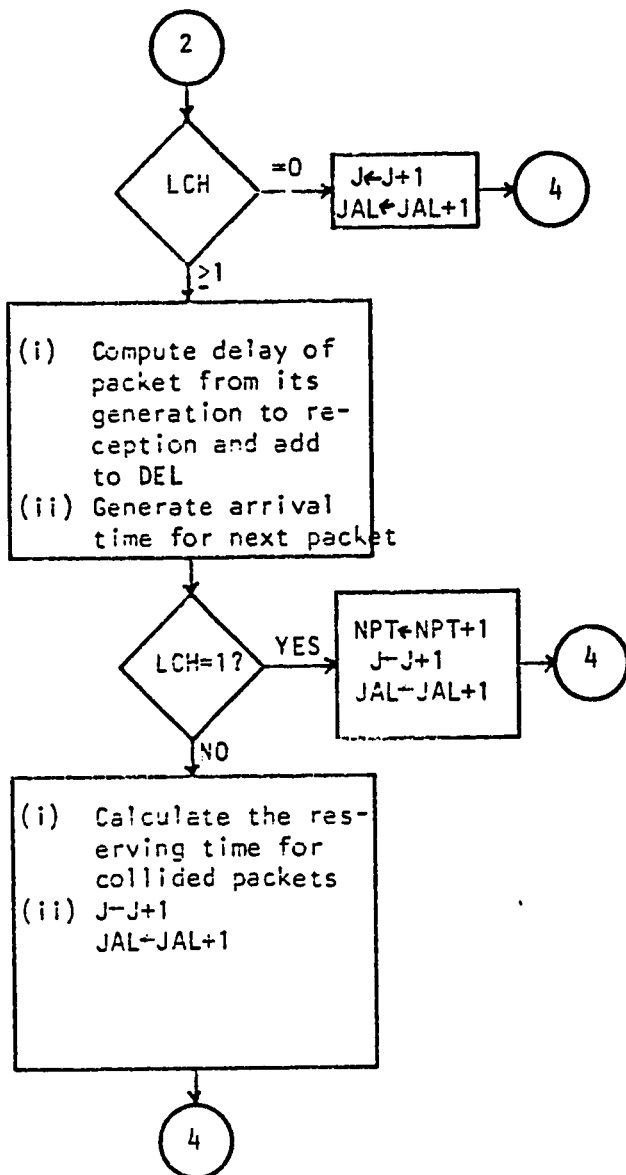 2
LCH
=0
J←J+1
JAL←JAL+1
4
≥1
(i) Compute delay of
packet from its
generation to re-
ception and add
to DEL
(ii) Generate arrival
time for next packet
LCH=1?
YES
NPT←NPT+1
J←J+1
JAL←JAL+1
4
NO
(i) Calculate the res-
erving time for
collided packets
(ii) J←J+1
JAL←JAL+1
4